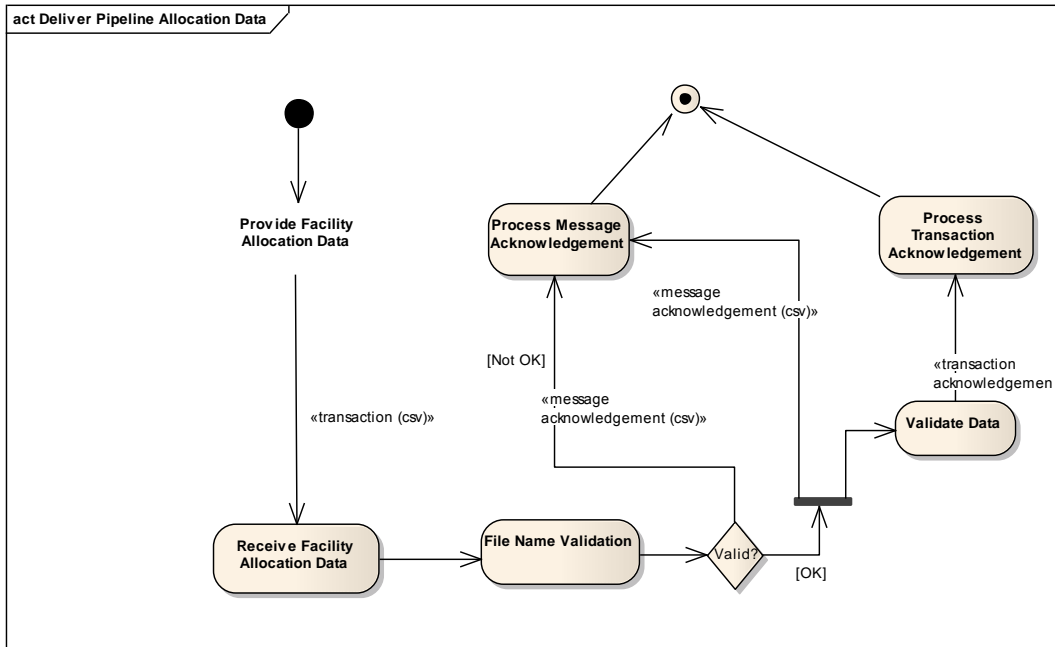 act Deliver Pipeline Allocation Data
Provide Facility
Allocation Data
«transaction (csv)»
Receive Facility
Allocation Data
File Name Validation
Valid?
[OK]
[Not OK]
«message
acknowledgement (csv)»
Process Message
Acknowledgement
«message
acknowledgement (csv)»
Validate Data
«transaction
acknowledgemen
Process
Transaction
Acknowledgement